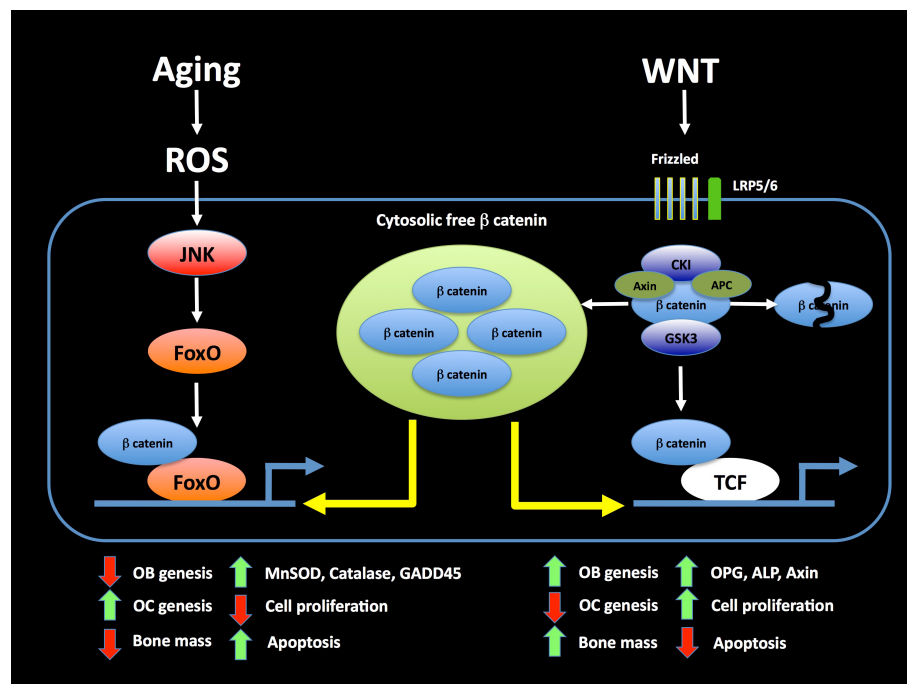 Aging
WNT
ROS
Frizzled
LRP5/6
Cytosolic free β catenin
JNK
CKI
Axin
APC
β catenin
β catenin
β catenin
GSK3
β catenin
β catenin
FoxO
β catenin
β catenin
β catenin
FoxO
TCF
OB genesis
MnSOD, Catalase, GADD45
OB genesis
OPG, ALP, Axin
OC genesis
Cell proliferation
OC genesis
Cell proliferation
Bone mass
Apoptosis
Bone mass
Apoptosis